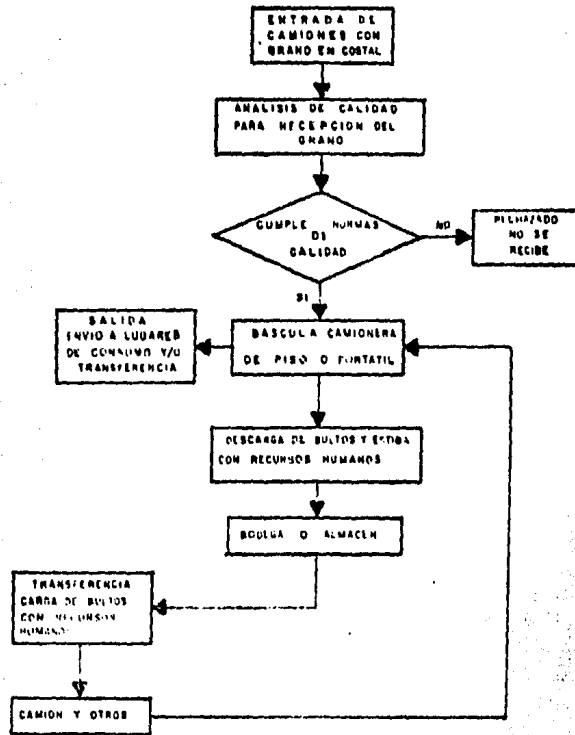 ENTRADA DE
CAMIONES CON
GRANO EN COSTAL
ANALISIS DE CALIDAD
PARA RECEPCION DEL
GRANO
CUMPLE NORMAS
DE
CALIDAD
NO
RECHAZADO
NO SE
RECIBE
SI
SALIDA
ENVIO A LUGARES
DE CONSUMO Y/U
TRANSFERENCIA
BASCULA CAMIONERA
DE PISO O PORTATIL
DESCARGA DE BULTOS Y ESTIBA
CON RECURSOS HUMANOS
BODEGA O ALMACEN
TRANSFERENCIA
CARGA DE BULTOS
CON RECURSOS
HUMANOS
CAMION Y OTROS